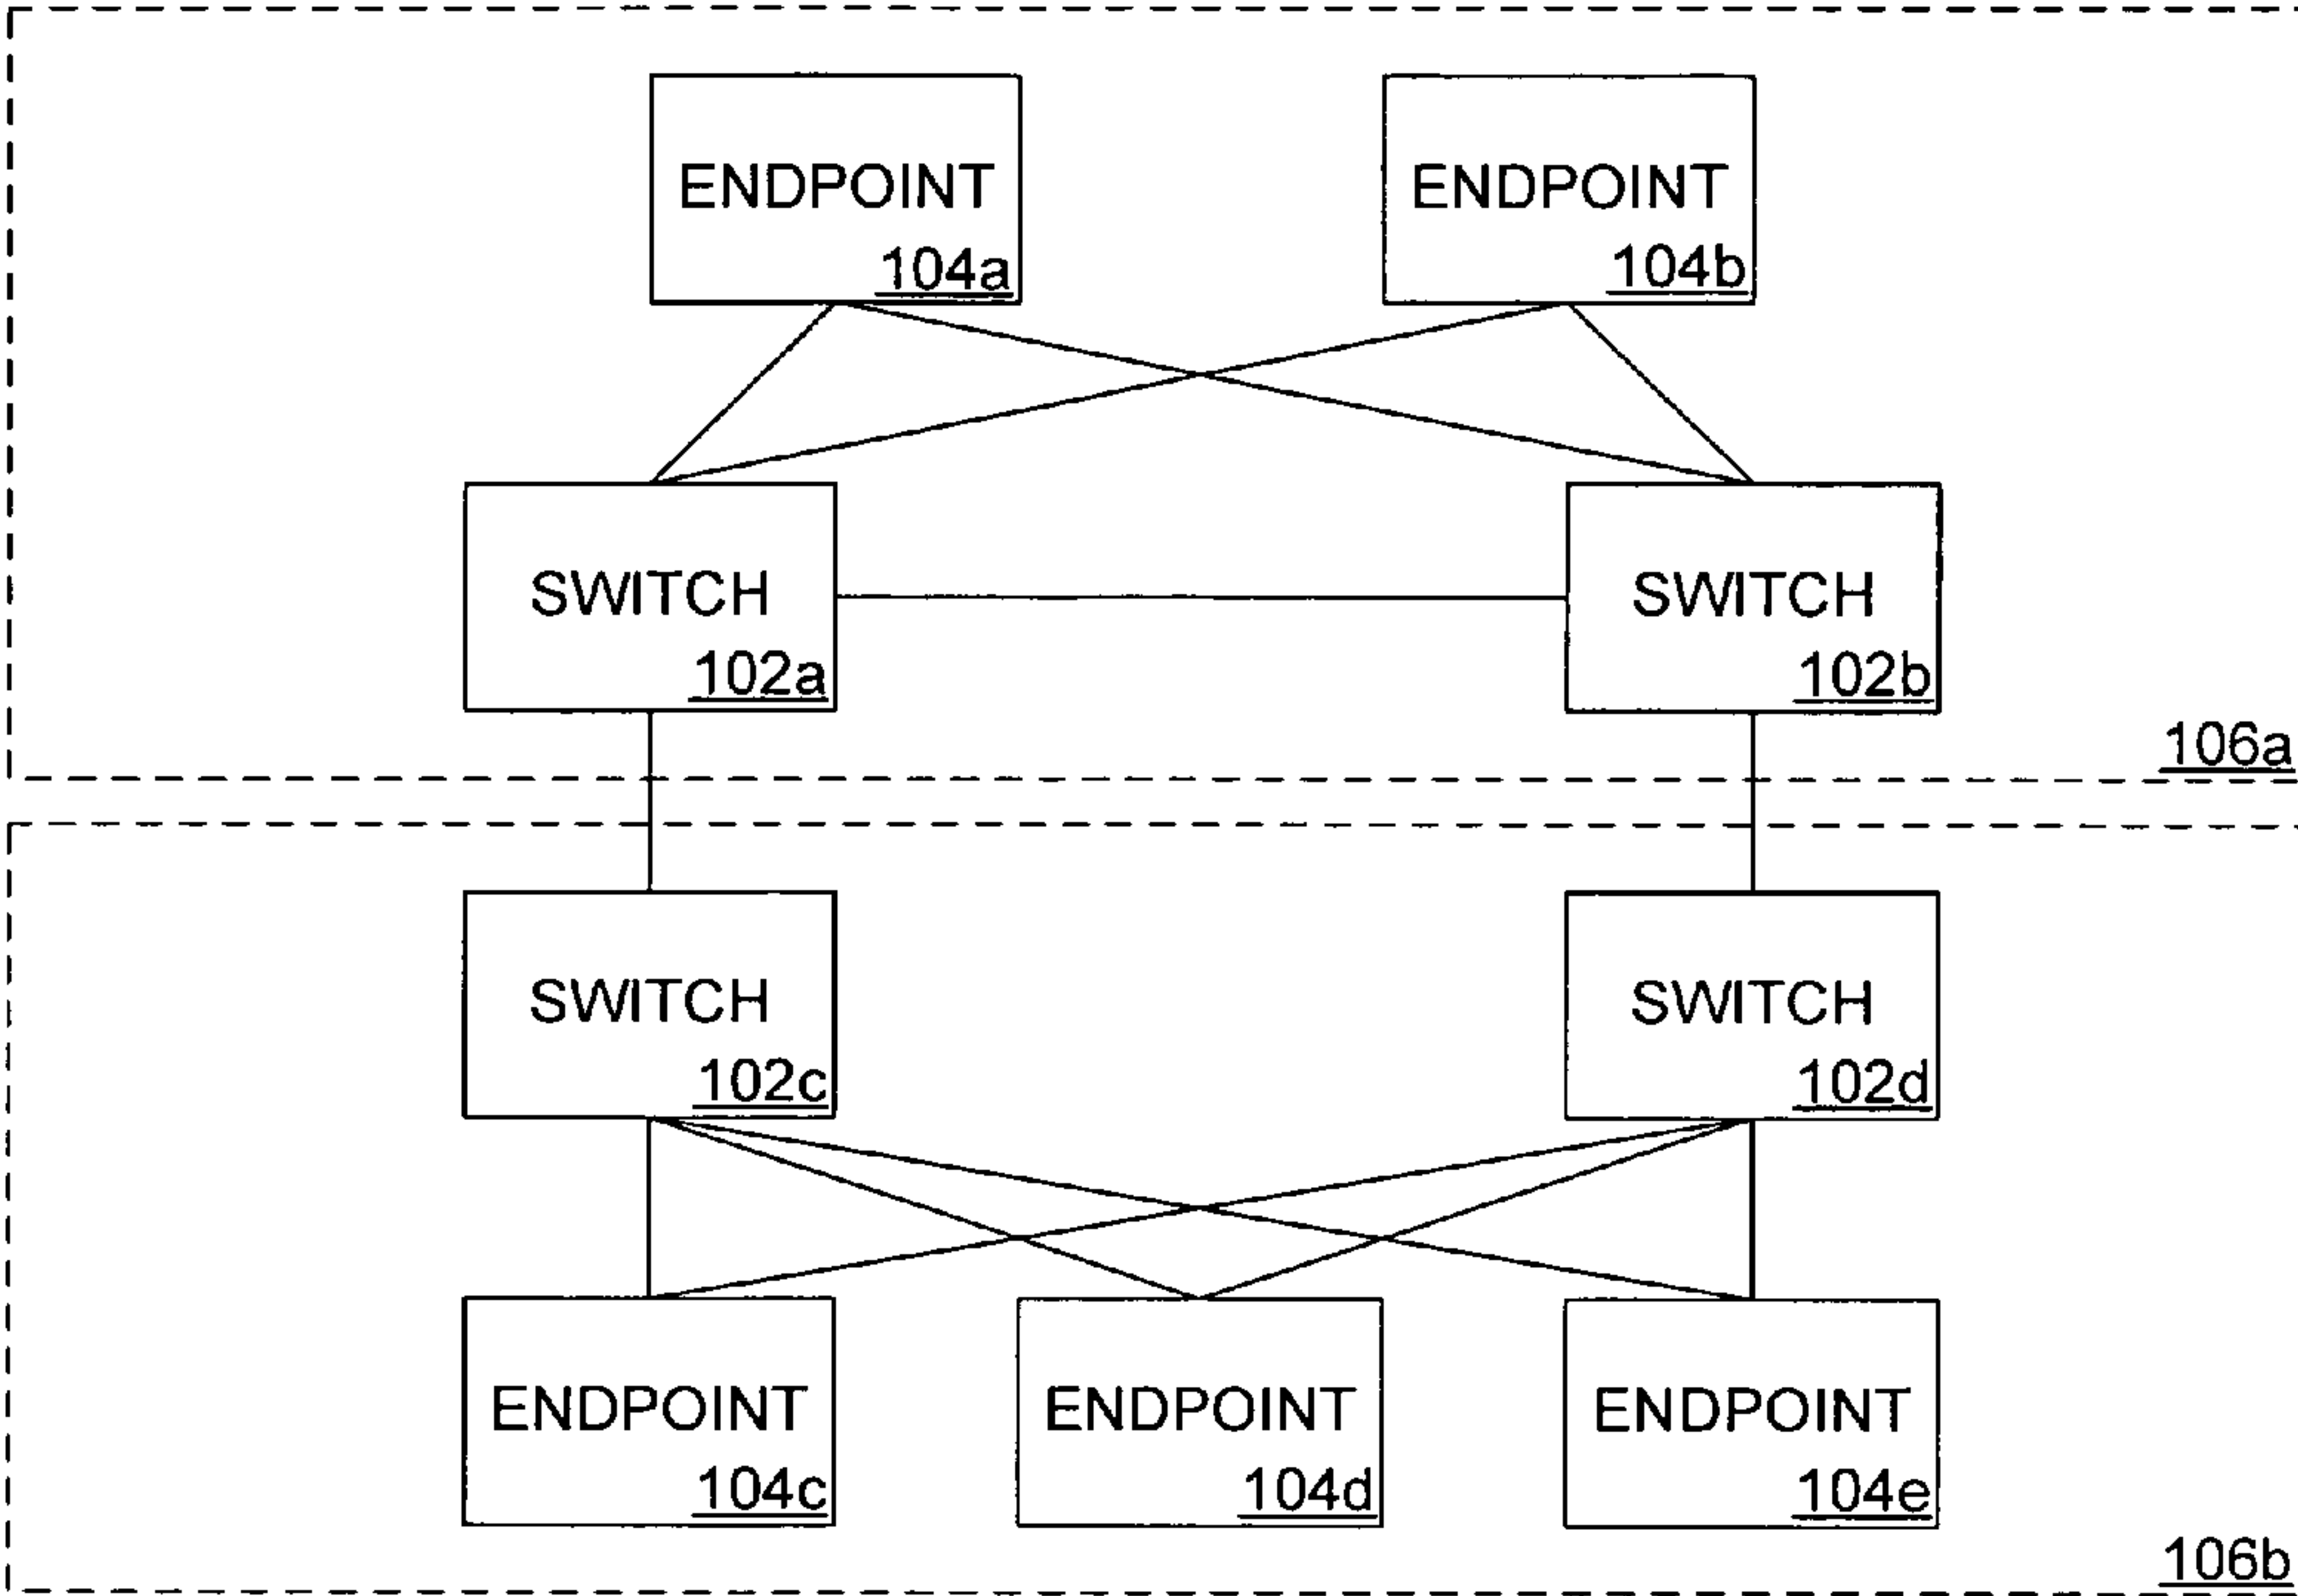 ENDPOINT
104a
ENDPOINT
104b
SWITCH
102a
SWITCH
102b
106a
SWITCH
102c
SWITCH
102d
ENDPOINT
104c
ENDPOINT
104d
ENDPOINT
104e
106b